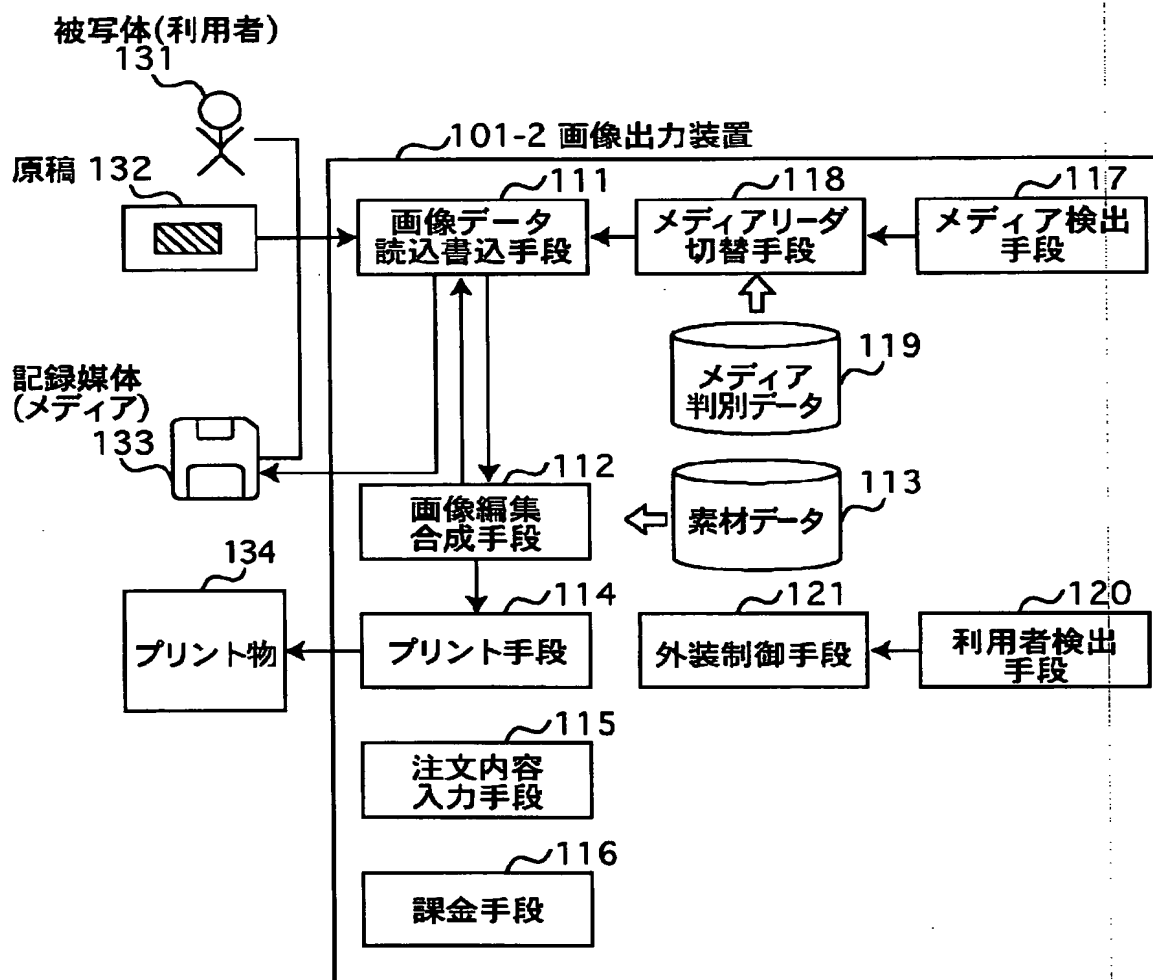 被写体(利用者)
131
原稿 132
101-2 画像出力装置
111
画像データ
読込書込手段
118
メディアリーダ
切替手段
117
メディア検出
手段
119
メディア
判別データ
記録媒体
(メディア)
133
112
画像編集
合成手段
113
素材データ
134
プリント物
114
プリント手段
121
外装制御手段
120
利用者検出
手段
115
注文内容
入力手段
116
課金手段